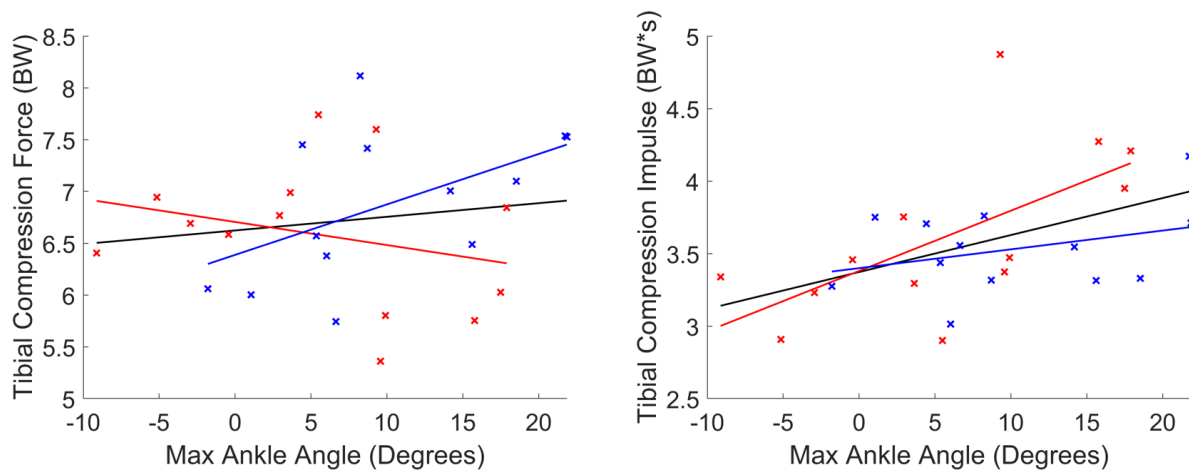 Tibial Compression Force (BW)
8.5
8
7.5
7
6.5
6
5.5
5
-10 -5 0 5 10 15 20
Max Ankle Angle (Degrees)
Tibial Compression Impulse (BW*s)
5
4.5
4
3.5
3
2.5
-10 -5 0 5 10 15 20
Max Ankle Angle (Degrees)